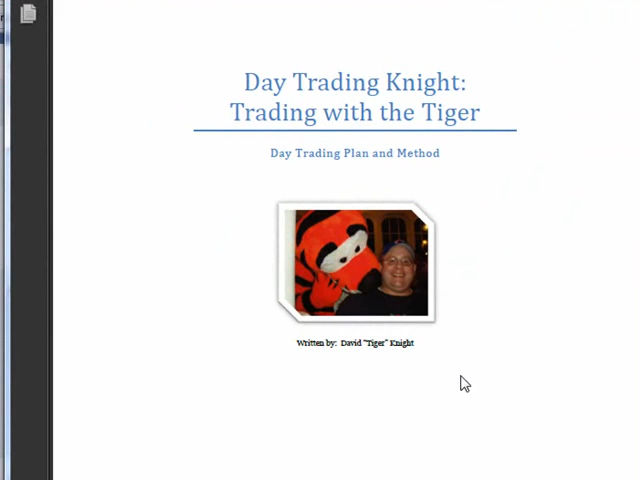 Day Trading Knight:
Trading with the Tiger
Day Trading Plan and Method
Written by:  David "Tiger" Knight